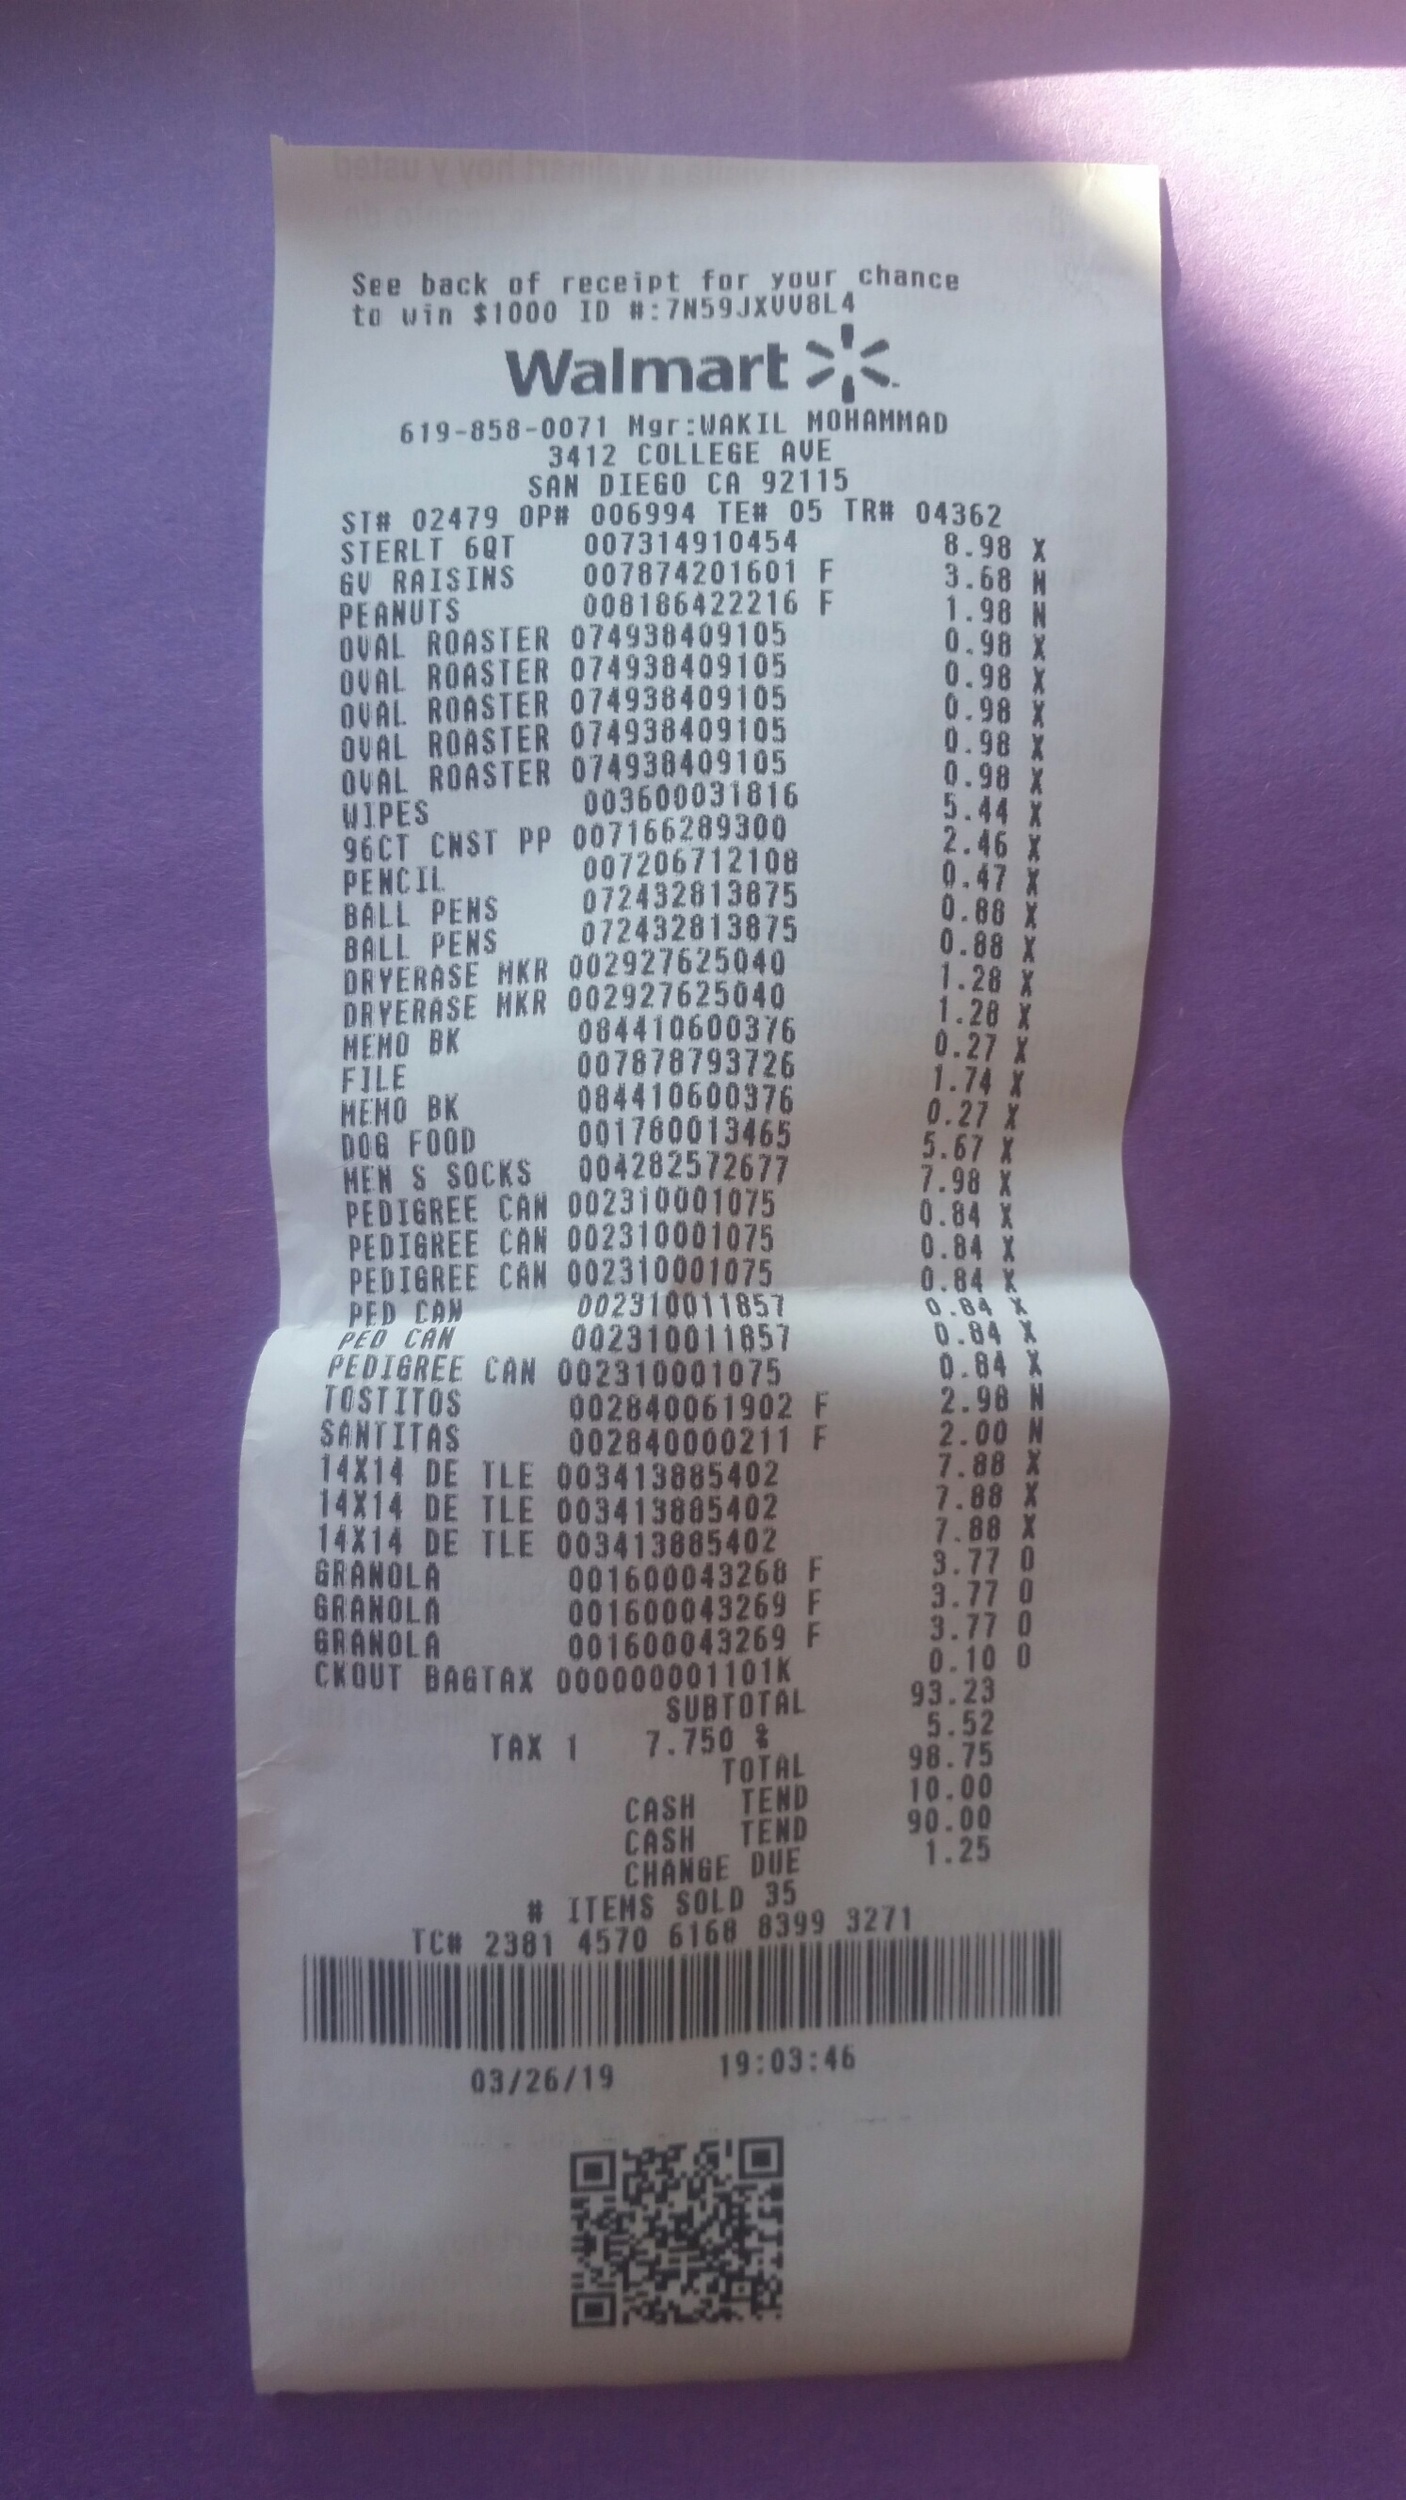 See back of receipt for your chance
to win $1000 ID #:7N59JXVV8L4
Walmart
619-858-0071 Mgr:WAKIL MOHAMMAD
3412 COLLEGE AVE
SAN DIEGO CA 92115
ST# 02479 OP# 006994 TE# 05 TR# 04362
STERLT 6QT 007314910454 8.98 X
GV RAISINS 007874201601 F 3.68 N
PEANUTS 008186422216 F 1.98 N
OVAL ROASTER 074938409105 0.98 X
OVAL ROASTER 074938409105 0.98 X
OVAL ROASTER 074938409105 0.98 X
OVAL ROASTER 074938409105 0.98 X
OVAL ROASTER 074938409105 0.98 X
WIPES 003600031816 5.44 X
96CT CNST PP 007166289300 2.46 X
PENCIL 007206712108 0.47 X
BALL PENS 072432813875 0.88 X
BALL PENS 072432813875 0.88 X
DRYERASE MKR 002927625040 1.28 X
DRYERASE MKR 002927625040 1.28 X
MEMO BK 084410600376 0.27 X
FILE 007878793726 1.74 X
MEMO BK 084410600376 0.27 X
DOG FOOD 001780013465 5.67 X
MEN S SOCKS 004282572677 7.98 X
PEDIGREE CAN 002310001075 0.84 X
PEDIGREE CAN 002310001075 0.84 X
PEDIGREE CAN 002310001075 0.84 X
PED CAN 002310011857 0.84 X
PED CAN 002310011857 0.84 X
PEDIGREE CAN 002310001075 0.84 X
TOSTITOS 002840061902 F 2.98 N
SANTITAS 002840000211 F 2.00 N
14X14 DE TLE 003413885402 7.88 X
14X14 DE TLE 003413885402 7.88 X
14X14 DE TLE 003413885402 7.88 X
GRANOLA 001600043268 F 3.77 O
GRANOLA 001600043269 F 3.77 O
GRANOLA 001600043269 F 3.77 O
CKOUT BAGTAX 000000001101K 0.10 O
SUBTOTAL 93.23
TAX 1 7.750 % 5.52
TOTAL 98.75
CASH TEND 10.00
CASH TEND 90.00
CHANGE DUE 1.25
# ITEMS SOLD 35
TC# 2381 4570 6168 8399 3271
03/26/19 19:03:46